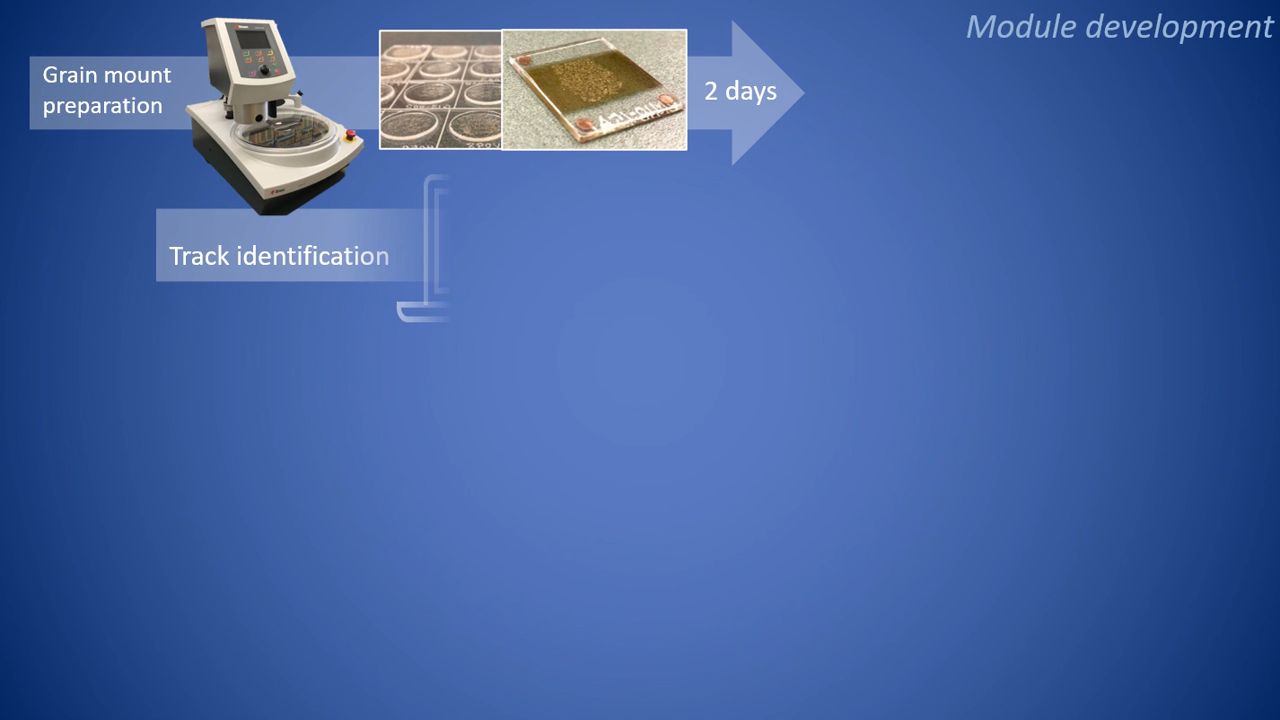 Module development
Grain mount
preparation
2 days
Track identification